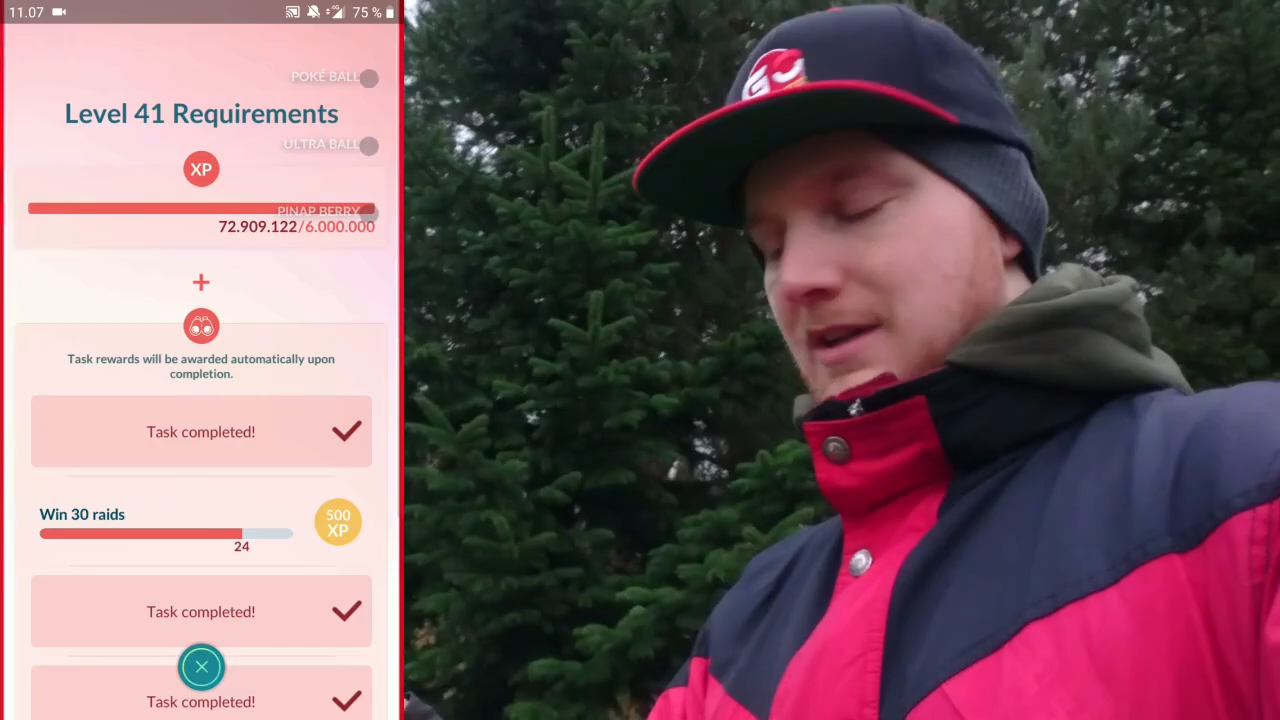 11.07
4G
75 %
POKÉ BALL
Level 41 Requirements
ULTRA BALL
XP
PINAP BERRY
72.909.122/6.000.000
+
Task rewards will be awarded automatically upon
completion.
Task completed!
Win 30 raids
500
XP
24
Task completed!
Task completed!
GO